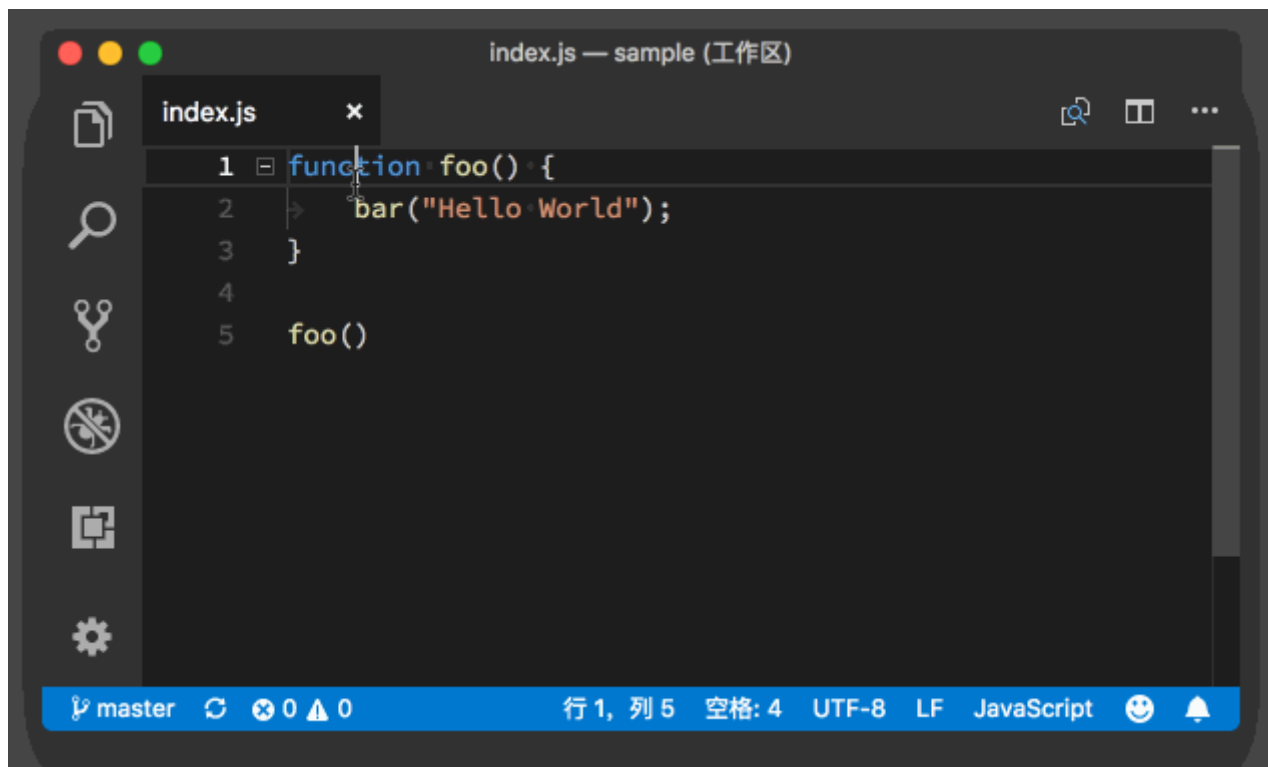 index.js — sample (工作区)
index.js
1 function foo() {
2 bar("Hello World");
3 }
4
5 foo()
master 0 0 行 1, 列 5 空格: 4 UTF-8 LF JavaScript